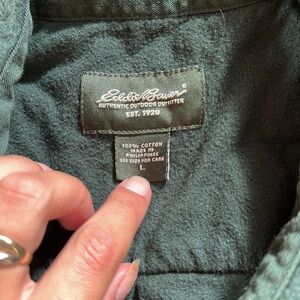 Eddie Bauer®
AUTHENTIC OUTDOOR OUTFITTER
EST. 1920
100% COTTON
MADE IN
PHILIPPINES
SEE SIDE FOR CARE
L